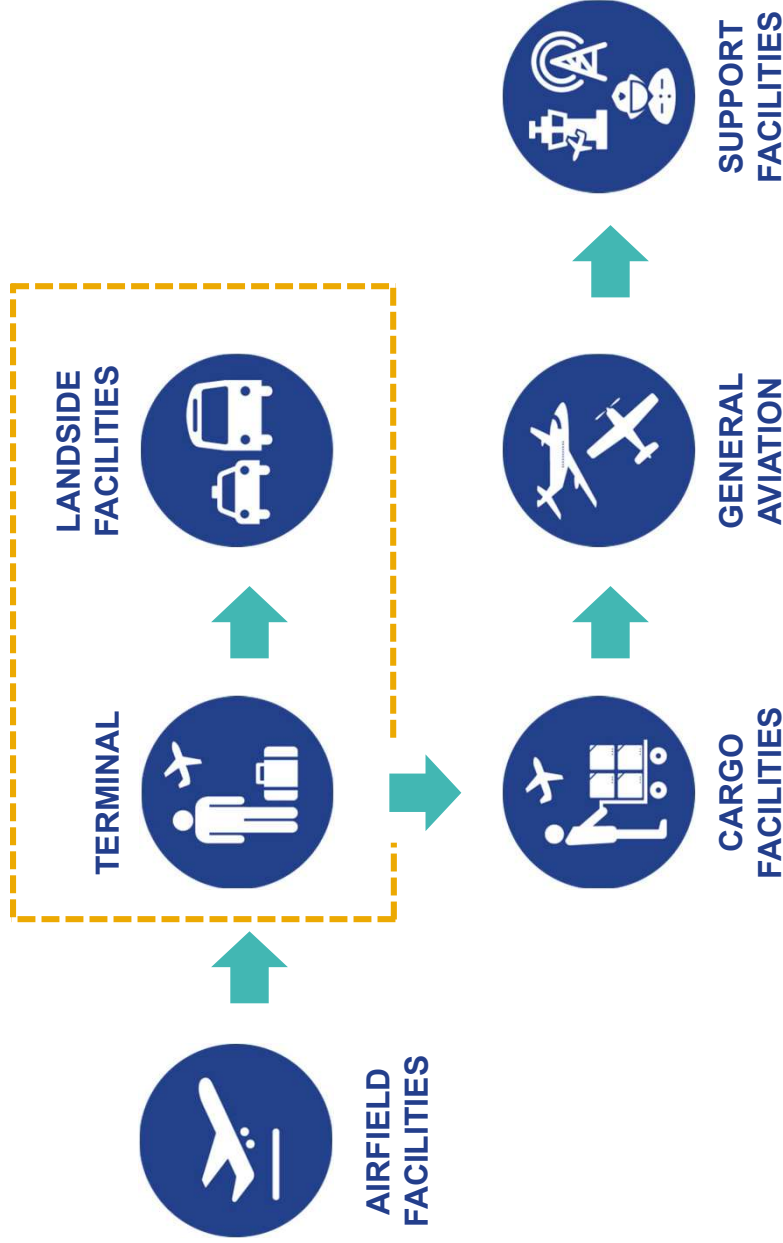 AIRFIELD
FACILITIES
TERMINAL
LANDSIDE
FACILITIES
CARGO
FACILITIES
GENERAL
AVIATION
SUPPORT
FACILITIES